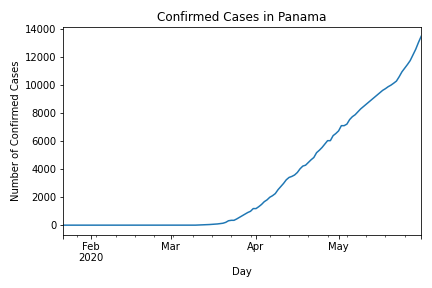 Confirmed Cases in Panama
Number of Confirmed Cases
14000
12000
10000
8000
6000
4000
2000
0
Feb
2020
Mar
Apr
May
Day